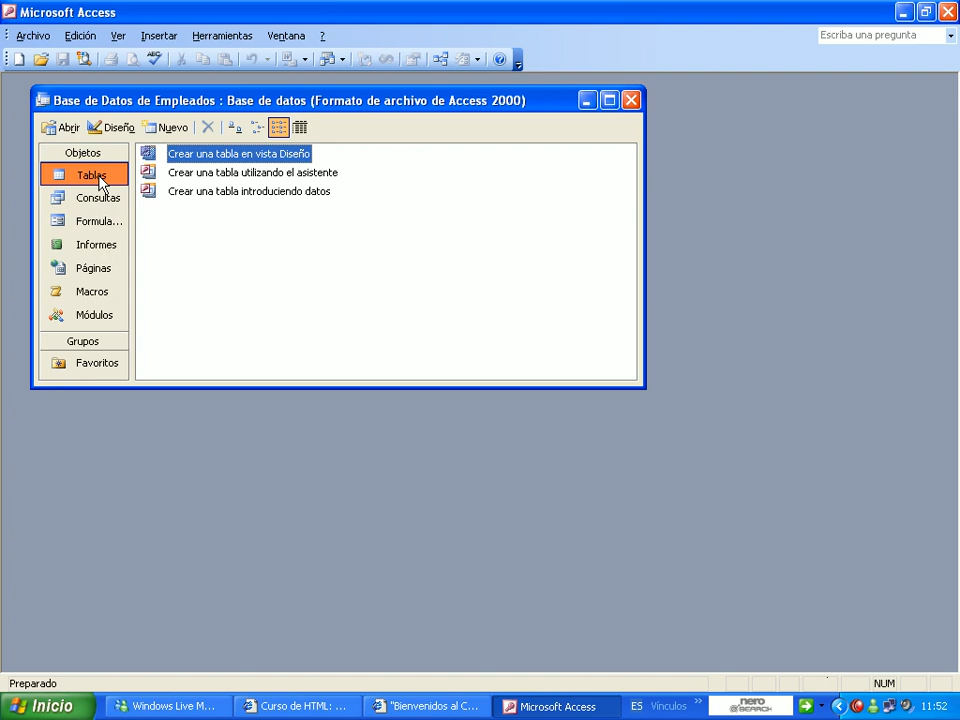 Microsoft Access
Archivo Edición Ver Insertar Herramientas Ventana ? Escriba una pregunta
Base de Datos de Empleados : Base de datos (Formato de archivo de Access 2000)
Abrir Diseño Nuevo
Objetos
Tablas
Consultas
Formula...
Informes
Páginas
Macros
Módulos
Grupos
Favoritos
Crear una tabla en vista Diseño
Crear una tabla utilizando el asistente
Crear una tabla introduciendo datos
Preparado NUM
Inicio Windows Live M... Curso de HTML: ... "Bienvenidos al C... Microsoft Access ES Vínculos » nero SEARCH 11:52